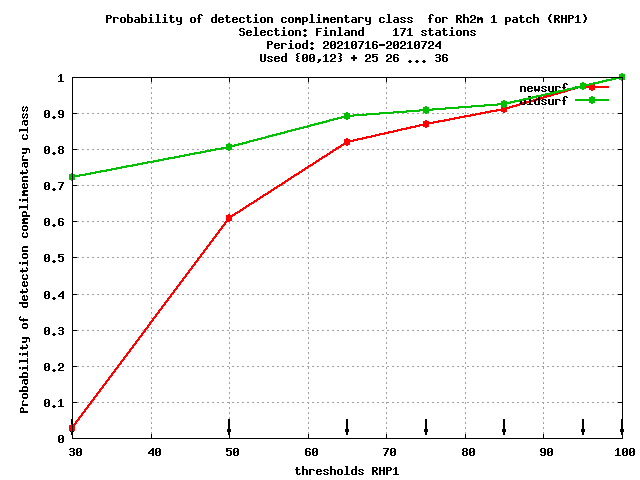 Probability of detection complimentary class  for Rh2m 1 patch (RHP1)
Selection: Finland    171 stations
Period: 20210716-20210724
Used {00,12} + 25 26 ... 36
newsurf
oldsurf
Probability of detection complimentary class
1
0.9
0.8
0.7
0.6
0.5
0.4
0.3
0.2
0.1
0
30 40 50 60 70 80 90 100
thresholds RHP1